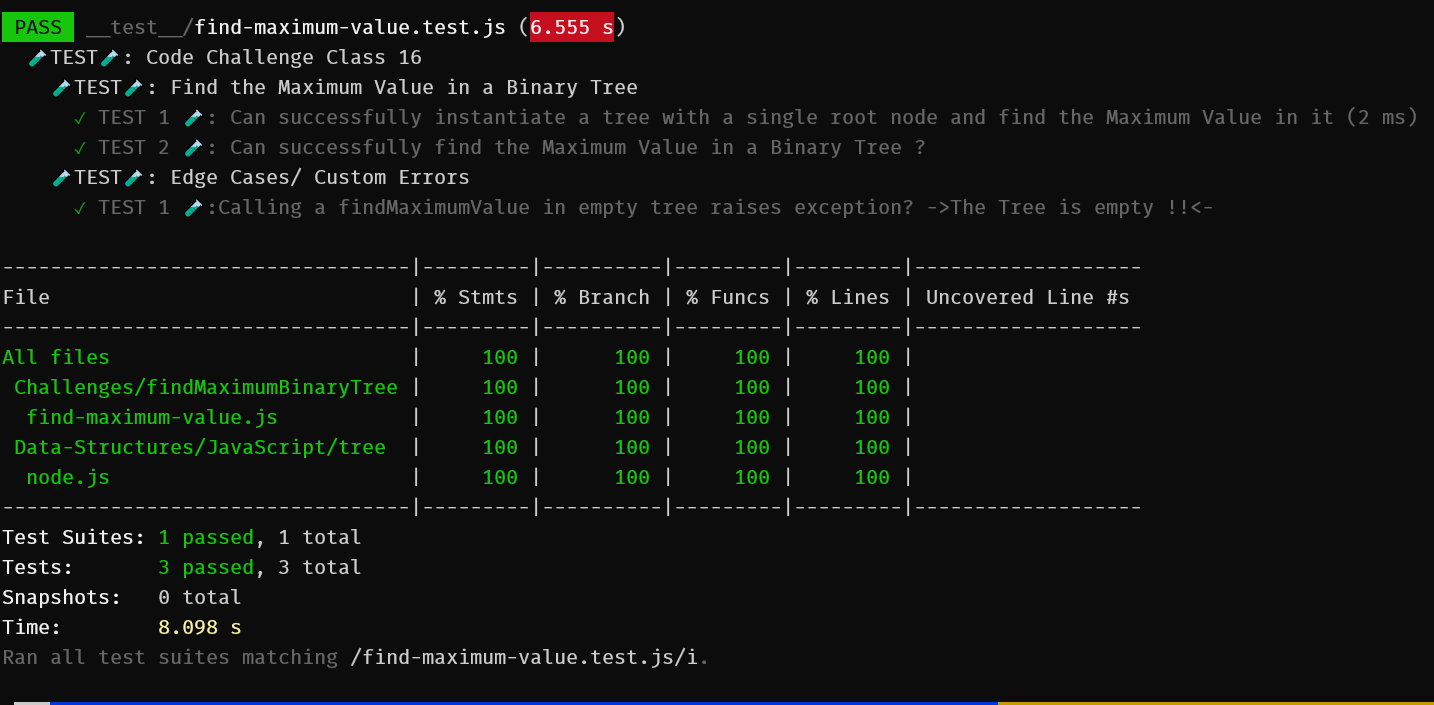 PASS __test__/find-maximum-value.test.js (6.555 s)
🧪TEST🧪: Code Challenge Class 16
🧪TEST🧪: Find the Maximum Value in a Binary Tree
✓ TEST 1 🧪: Can successfully instantiate a tree with a single root node and find the Maximum Value in it (2 ms)
✓ TEST 2 🧪: Can successfully find the Maximum Value in a Binary Tree ?
🧪TEST🧪: Edge Cases/ Custom Errors
✓ TEST 1 🧪:Calling a findMaximumValue in empty tree raises exception? ->The Tree is empty !!<-
----------------------------------|---------|----------|---------|---------|-------------------
File                              | % Stmts | % Branch | % Funcs | % Lines | Uncovered Line #s
----------------------------------|---------|----------|---------|---------|-------------------
All files                         |     100 |      100 |     100 |     100 |
 Challenges/findMaximumBinaryTree |     100 |      100 |     100 |     100 |
  find-maximum-value.js           |     100 |      100 |     100 |     100 |
 Data-Structures/JavaScript/tree  |     100 |      100 |     100 |     100 |
  node.js                         |     100 |      100 |     100 |     100 |
----------------------------------|---------|----------|---------|---------|-------------------
Test Suites: 1 passed, 1 total
Tests:       3 passed, 3 total
Snapshots:   0 total
Time:        8.098 s
Ran all test suites matching /find-maximum-value.test.js/i.